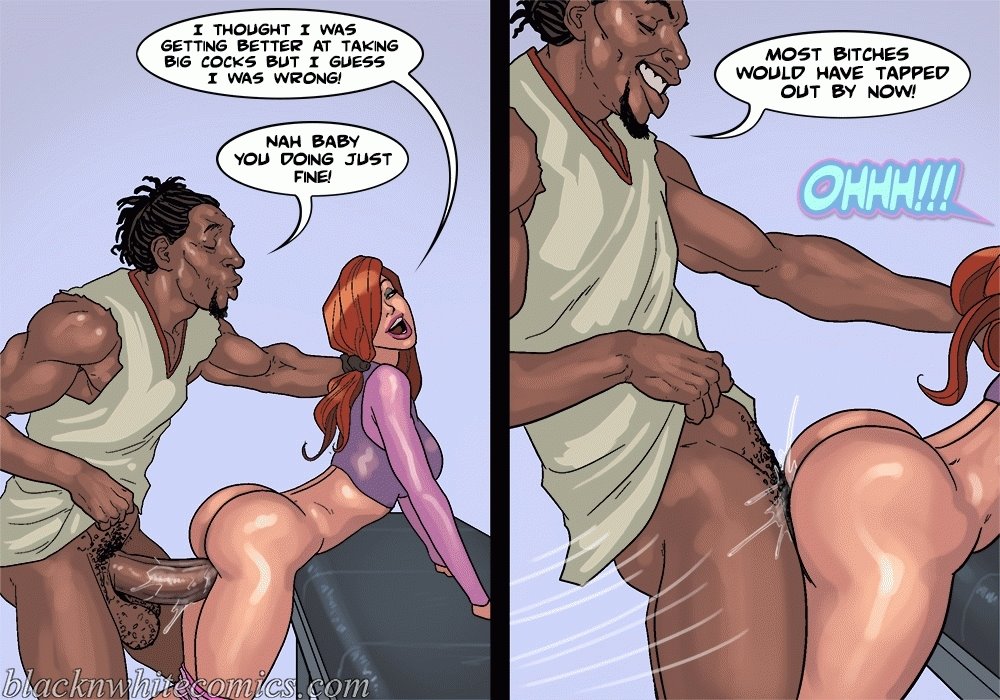 I THOUGHT I WAS
GETTING BETTER AT TAKING
BIG COCKS BUT I GUESS
I WAS WRONG!
NAH BABY
YOU DOING JUST
FINE!
MOST BITCHES
WOULD HAVE TAPPED
OUT BY NOW!
OHHH!!!
blacknwhitecomics.com